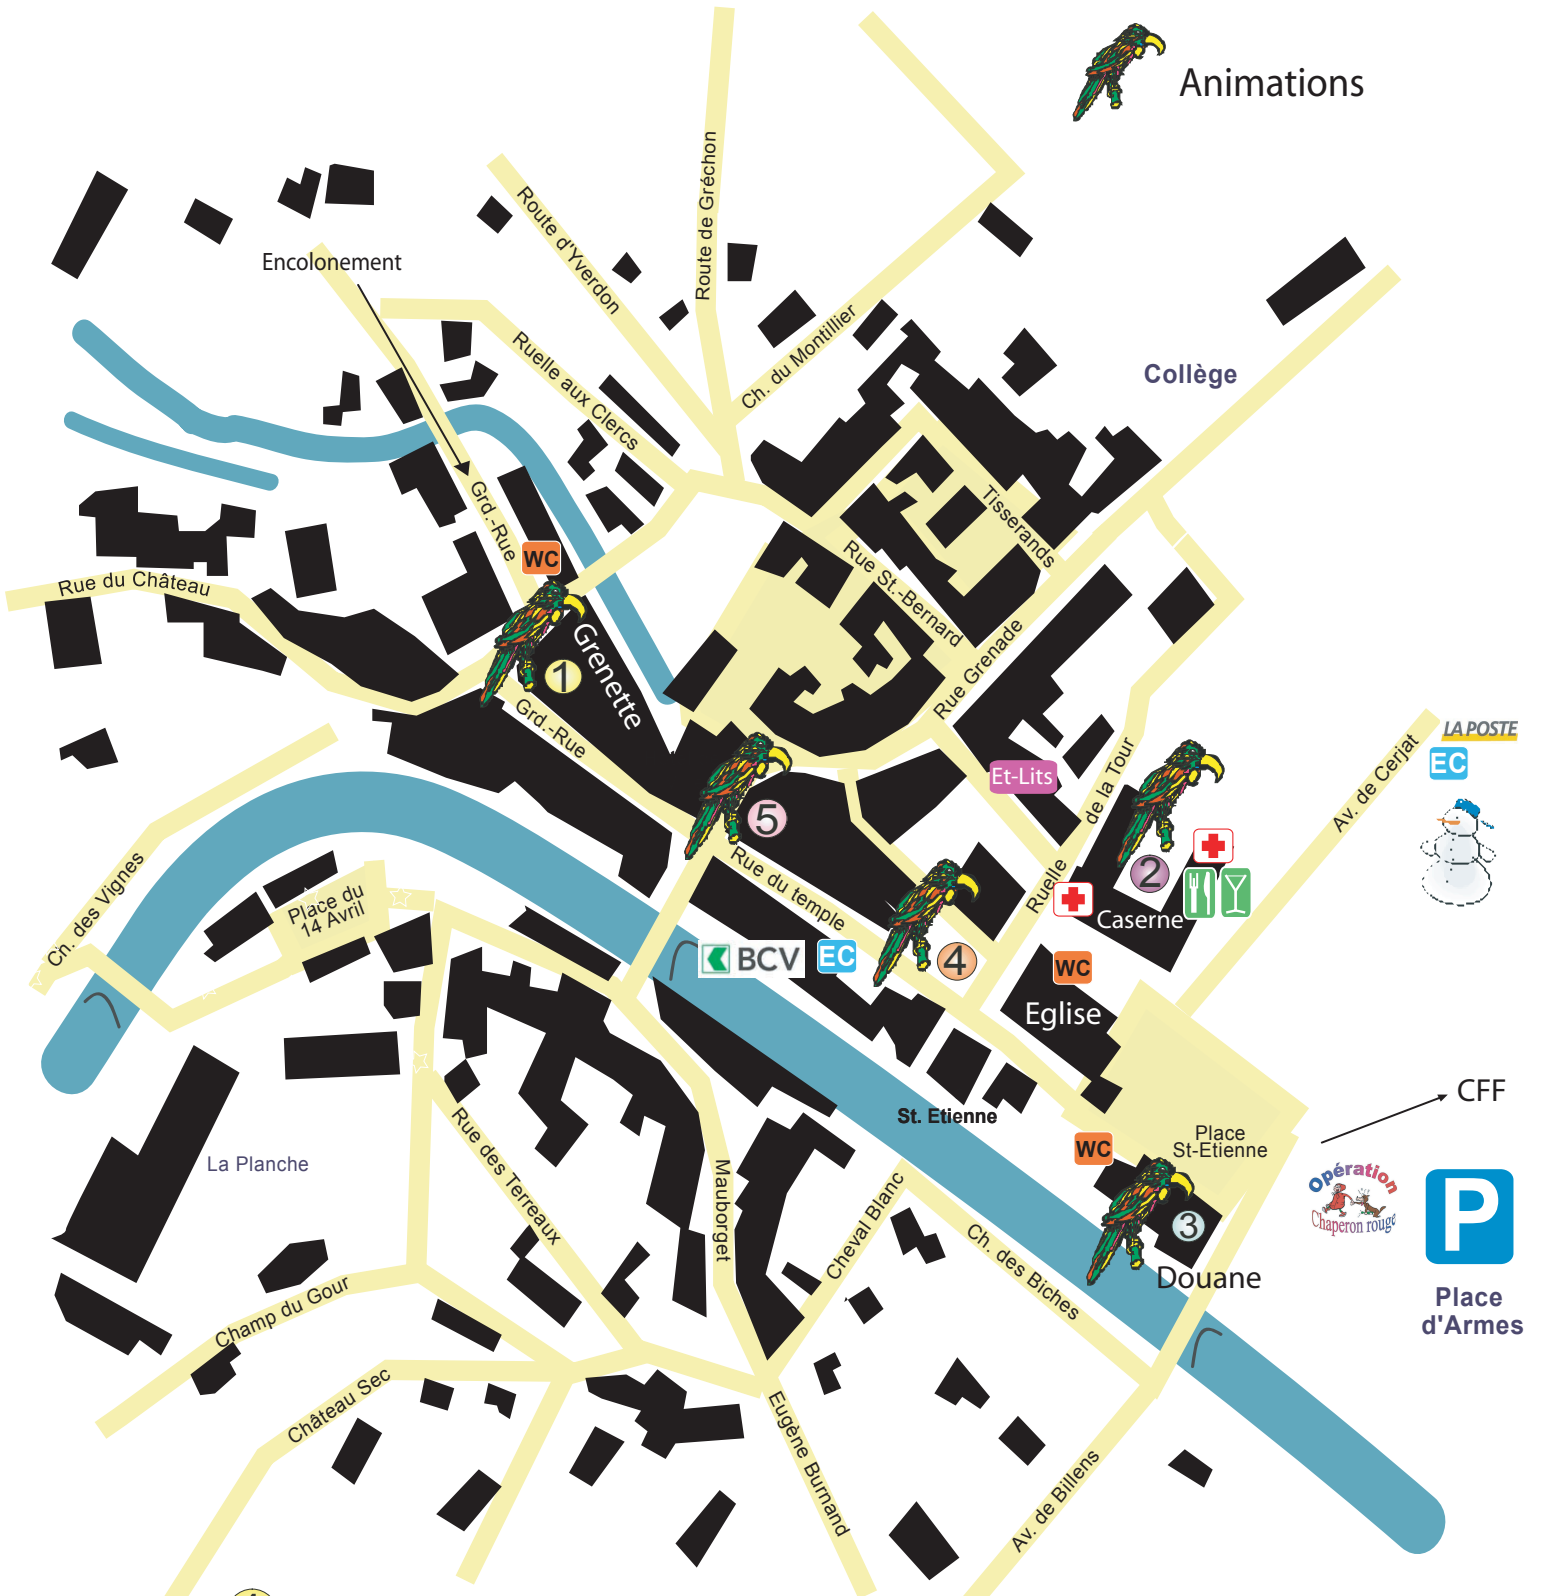 Animations
Route de Gréchon
Route d'Yverdon
Encolonement
Ruelle aux Clercs
Ch. du Montillier
Collège
Grd.-Rue
Tisserands
WC
Rue du Château
Rue St.-Bernard
Grenette
1
Rue Grenade
Grd.-Rue
LA POSTE
EC
Av. de Cerjat
Et-Lits
de la Tour
Ruelle
5
2
Caserne
Rue du temple
Ch. des Vignes
Place du
14 Avril
BCV
EC
4
WC
Eglise
CFF
St. Etienne
Place
St-Etienne
WC
La Planche
Rue des Terreaux
Mauborget
Cheval Blanc
Opération
Chaperon rouge
P
3
Ch. des Biches
Douane
Place
d'Armes
Champ du Gour
Château Sec
Eugène Burnand
Av. de Billens